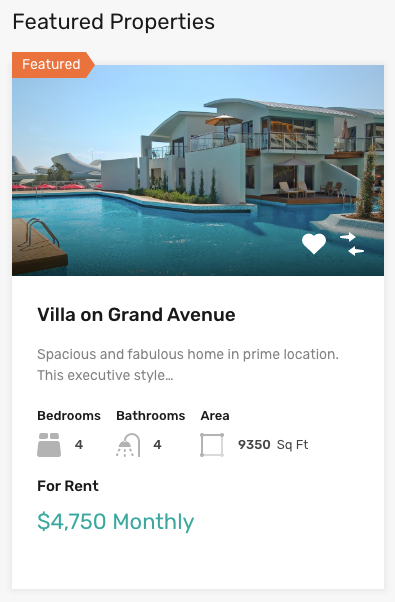 Featured Properties
Featured
Villa on Grand Avenue
Spacious and fabulous home in prime location.
This executive style…
Bedrooms Bathrooms Area
4 4 9350 Sq Ft
For Rent
$4,750 Monthly